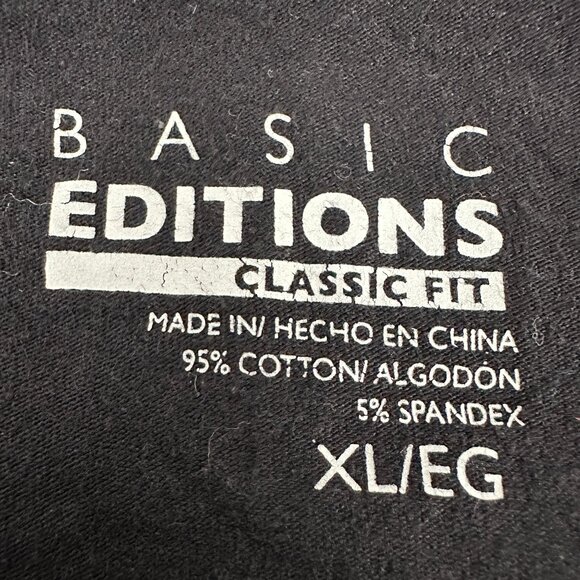 BASIC
EDITIONS
CLASSIC FIT
MADE IN/ HECHO EN CHINA
95% COTTON/ ALGODÓN
5% SPANDEX
XL/EG